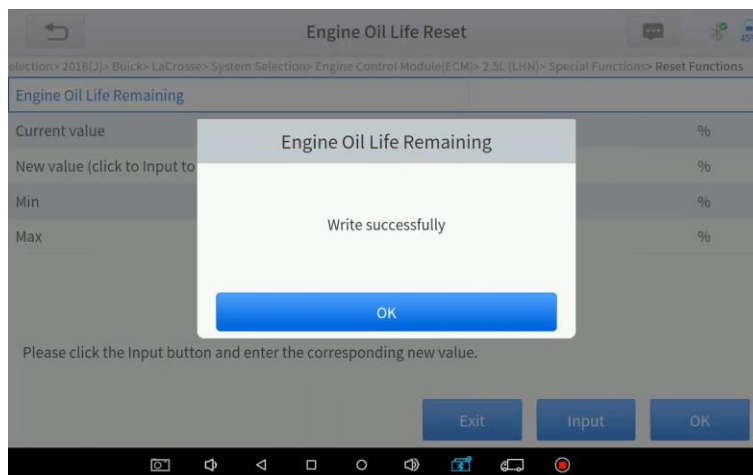 Engine Oil Life Reset
election> 2018(J)> Buick> LaCrosse> System Selection> Engine Control Module(ECM)> 2.5L (LHN)> Special Functions> Reset Functions
Engine Oil Life Remaining
Current value %
New value (click to Input to %
Min %
Max %
Engine Oil Life Remaining
Write successfully
OK
Please click the Input button and enter the corresponding new value.
Exit Input OK